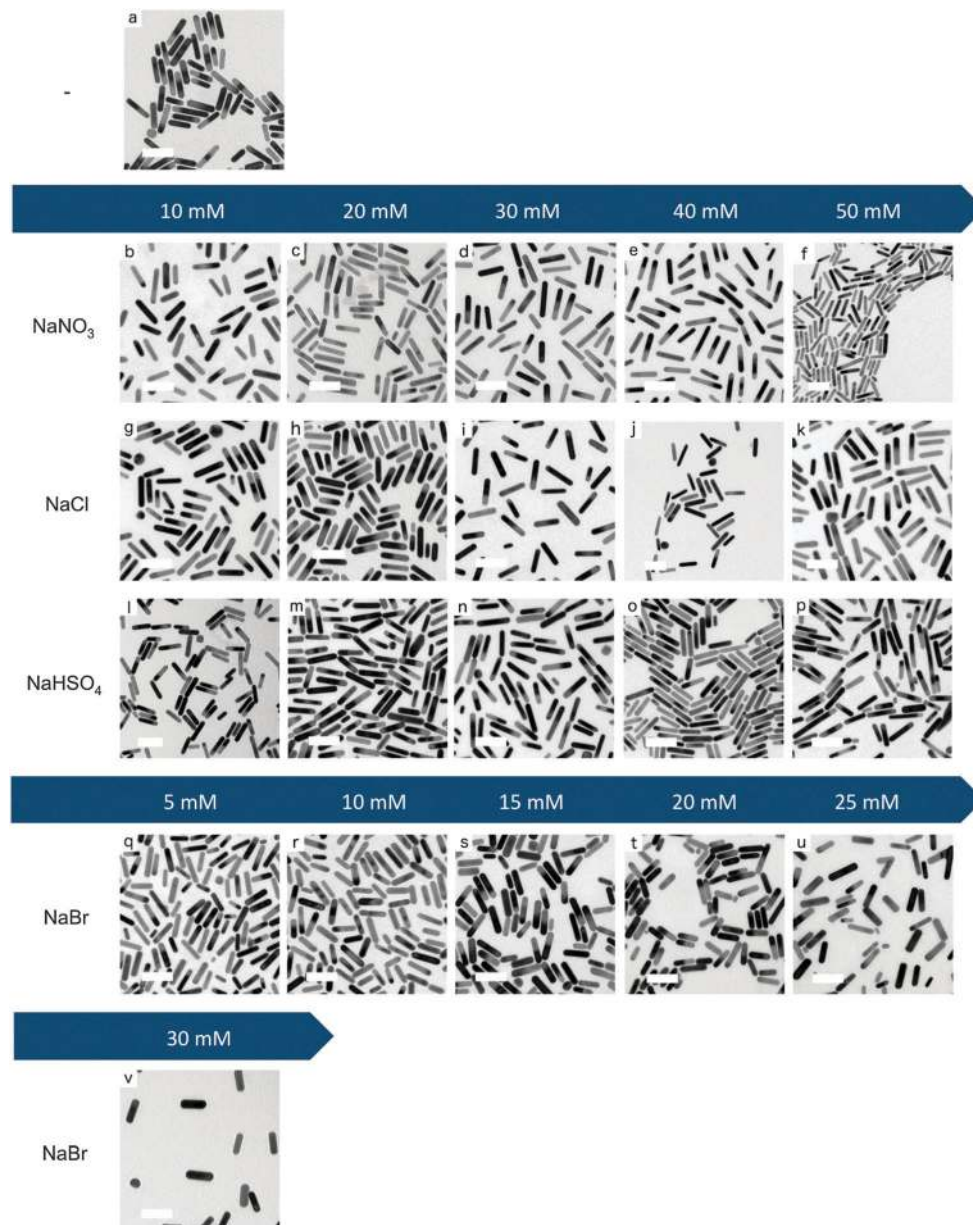 a
-
10 mM 20 mM 30 mM 40 mM 50 mM
b c d e f
NaNO₃
g h i j k
NaCl
l m n o p
NaHSO₄
5 mM 10 mM 15 mM 20 mM 25 mM
q r s t u
NaBr
30 mM
v
NaBr